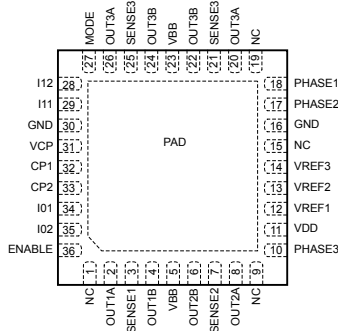 MODE
OUT3A
SENSE3
OUT3B
VBB
OUT3B
SENSE3
OUT3A
NC
27
26
25
24
23
22
21
20
19
I12 28
I11 29
GND 30
VCP 31
CP1 32
CP2 33
I01 34
I02 35
ENABLE 36
PAD
18 PHASE1
17 PHASE2
16 GND
15 NC
14 VREF3
13 VREF2
12 VREF1
11 VDD
10 PHASE3
1
2
3
4
5
6
7
8
9
NC
OUT1A
SENSE1
OUT1B
VBB
OUT2B
SENSE2
OUT2A
NC